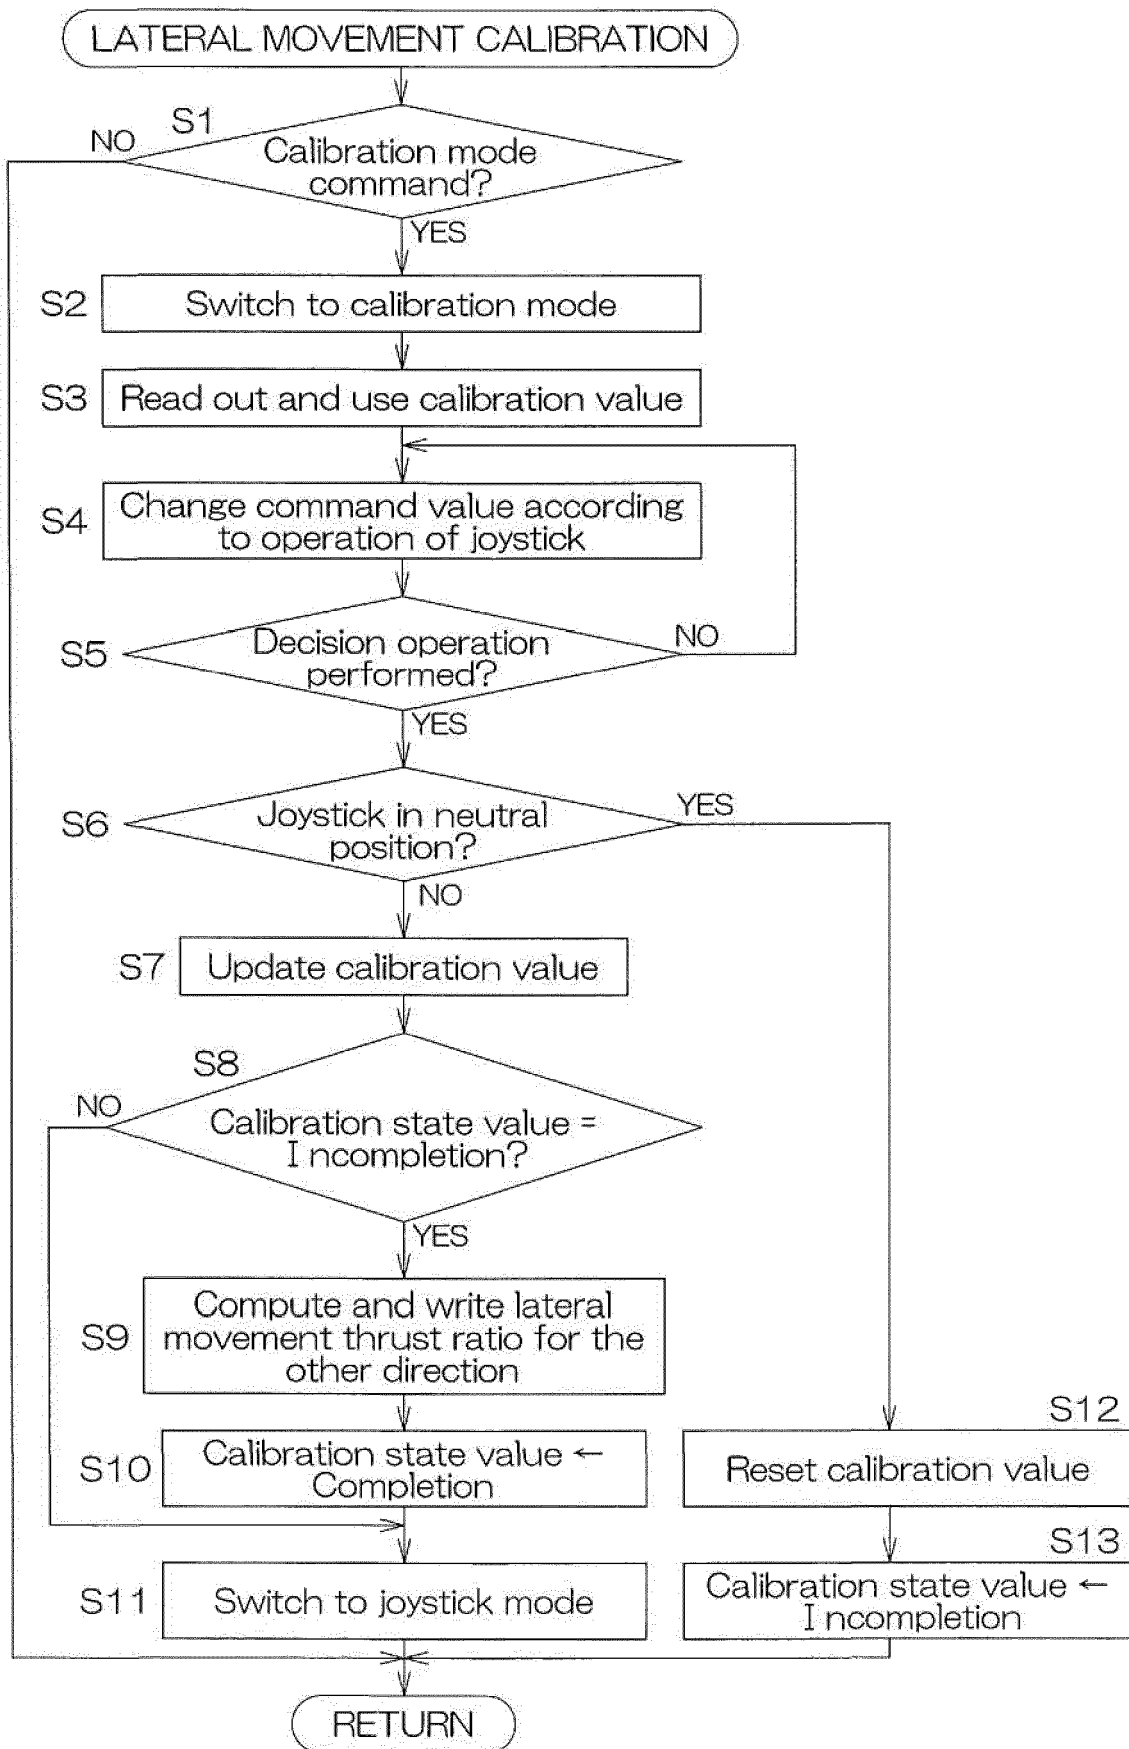 LATERAL MOVEMENT CALIBRATION
S1
NO
Calibration mode
command?
YES
S2
Switch to calibration mode
S3
Read out and use calibration value
S4
Change command value according
to operation of joystick
S5
Decision operation
performed?
NO
YES
S6
Joystick in neutral
position?
YES
NO
S7
Update calibration value
S8
NO
Calibration state value =
I ncompletion?
YES
S9
Compute and write lateral
movement thrust ratio for the
other direction
S10
Calibration state value ←
Completion
S12
Reset calibration value
S11
Switch to joystick mode
S13
Calibration state value ←
I ncompletion
RETURN